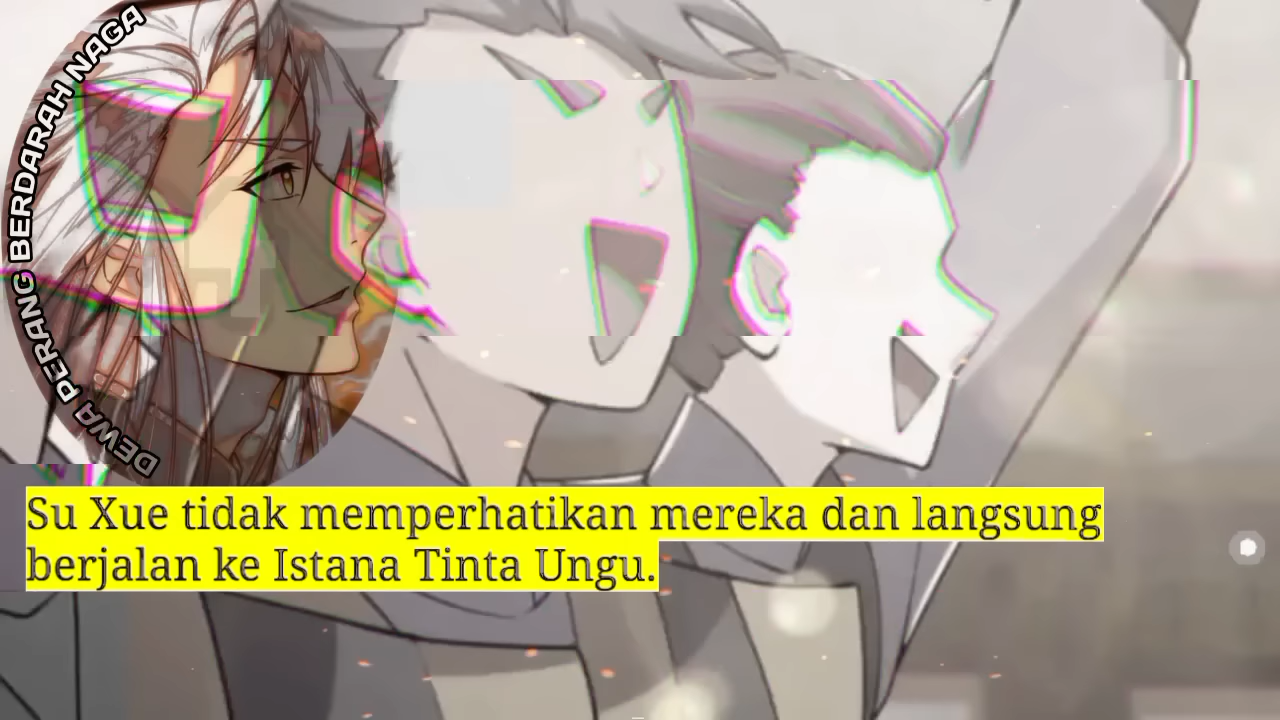 DEWA PERANG BERDARAH NAGA
Su Xue tidak memperhatikan mereka dan langsung
berjalan ke Istana Tinta Ungu.